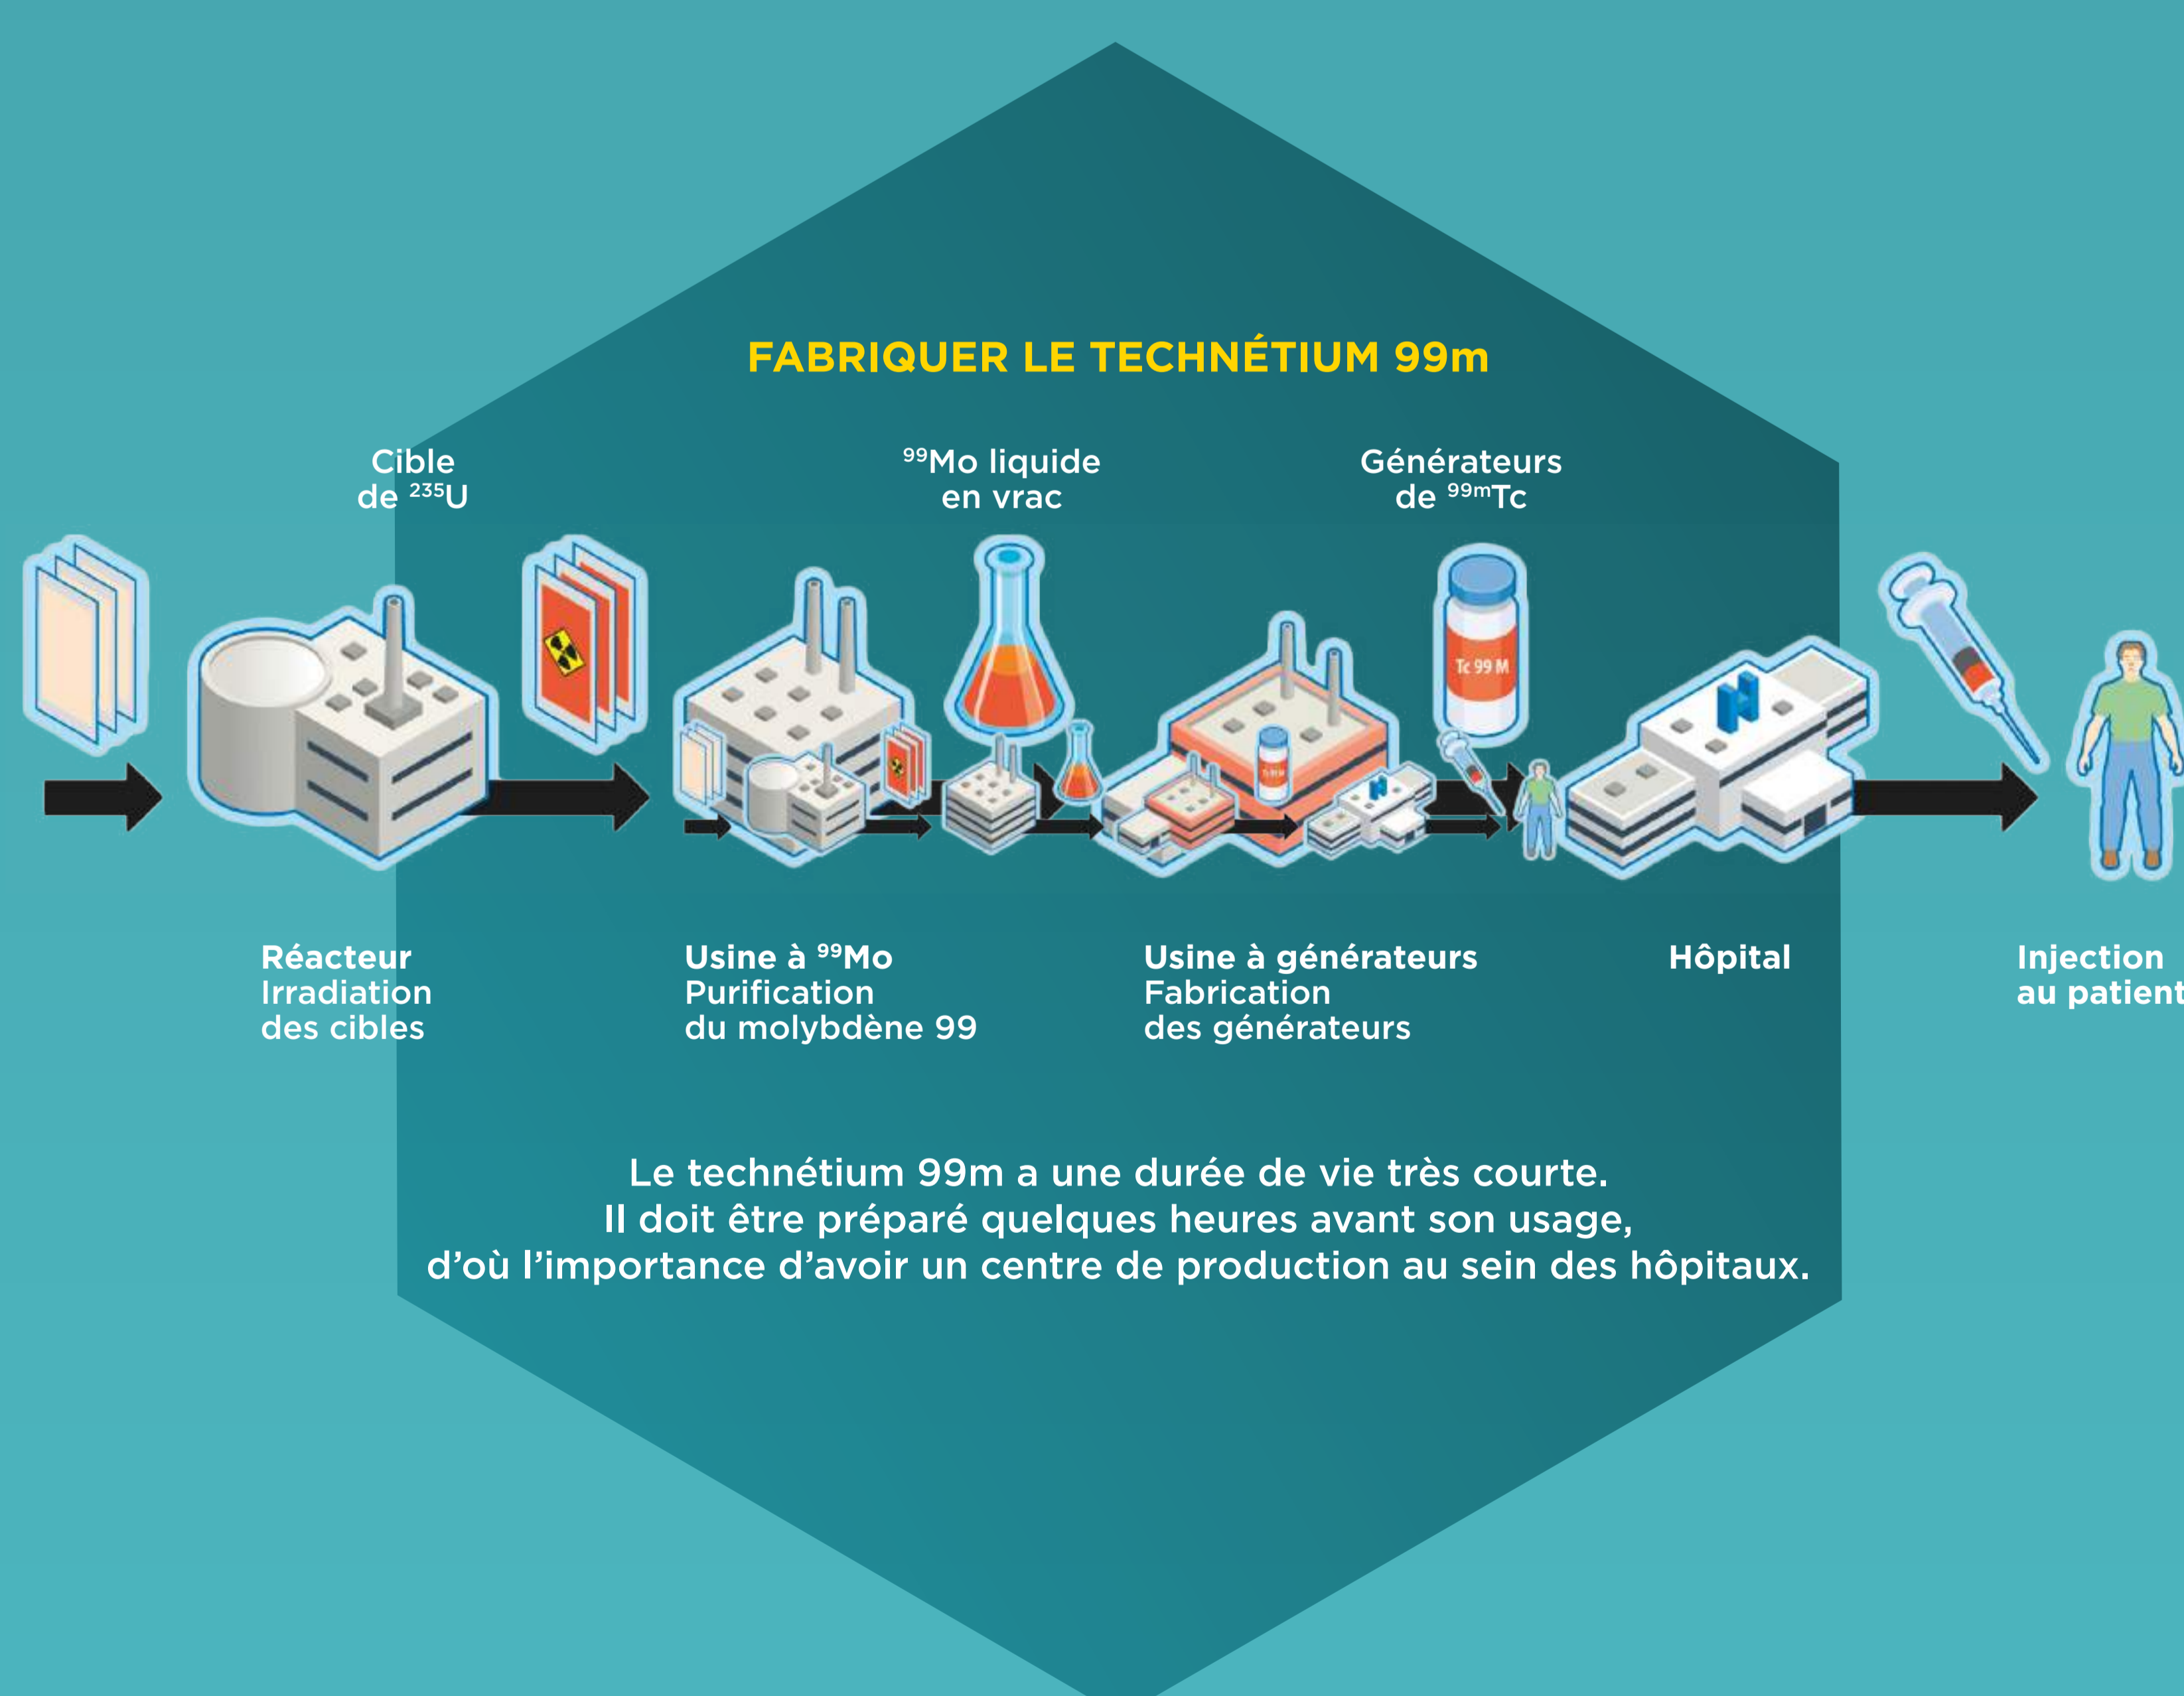 FABRIQUER LE TECHNÉTIUM 99m
Cible
de ²³⁵U
⁹⁹Mo liquide
en vrac
Générateurs
de ⁹⁹ᵐTc
Tc 99 M
Réacteur
Irradiation
des cibles
Usine à ⁹⁹Mo
Purification
du molybdène 99
Usine à générateurs
Fabrication
des générateurs
Hôpital
Injection
au patient
Le technétium 99m a une durée de vie très courte.
Il doit être préparé quelques heures avant son usage,
d'où l'importance d'avoir un centre de production au sein des hôpitaux.